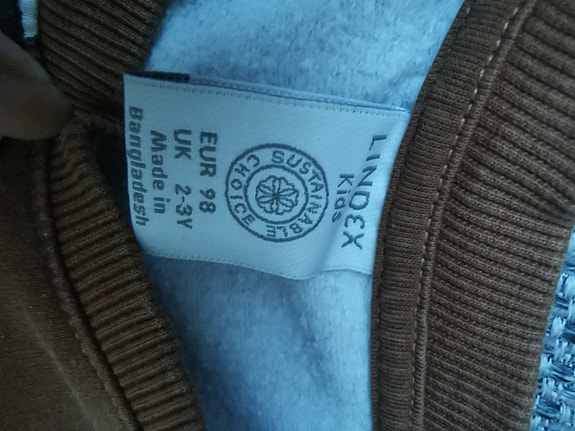 LINDEX
Kids
SUSTAINABLE
CHOICE
EUR 98
UK 2-3Y
Made in
Bangladesh